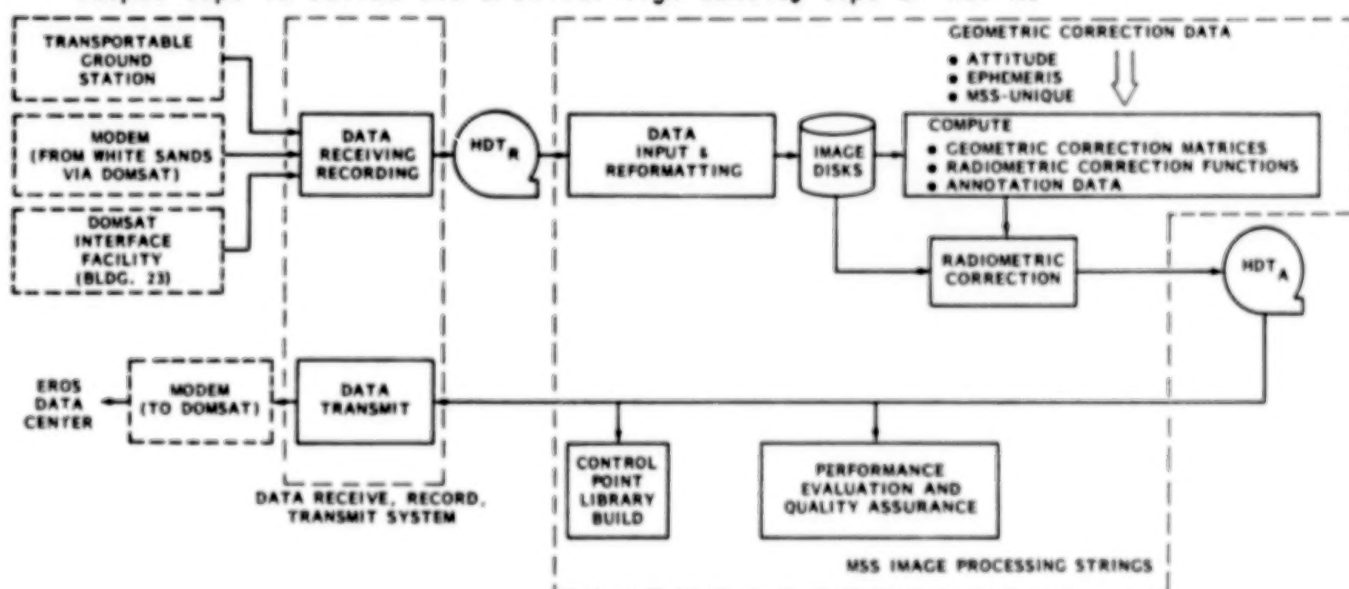 GEOMETRIC CORRECTION DATA
• ATTITUDE
• EPHEMERIS
• MSS-UNIQUE
TRANSPORTABLE
GROUND
STATION
MODEM
(FROM WHITE SANDS
VIA DOMSAT)
DOMSAT
INTERFACE
FACILITY
(BLDG. 23)
DATA
RECEIVING
RECORDING
HDT R
DATA
INPUT &
REFORMATTING
IMAGE
DISKS
COMPUTE
• GEOMETRIC CORRECTION MATRICES
• RADIOMETRIC CORRECTION FUNCTIONS
• ANNOTATION DATA
RADIOMETRIC
CORRECTION
HDT A
EROS
DATA
CENTER
MODEM
(TO DOMSAT)
DATA
TRANSMIT
DATA RECEIVE, RECORD,
TRANSMIT SYSTEM
CONTROL
POINT
LIBRARY
BUILD
PERFORMANCE
EVALUATION AND
QUALITY ASSURANCE
MSS IMAGE PROCESSING STRINGS